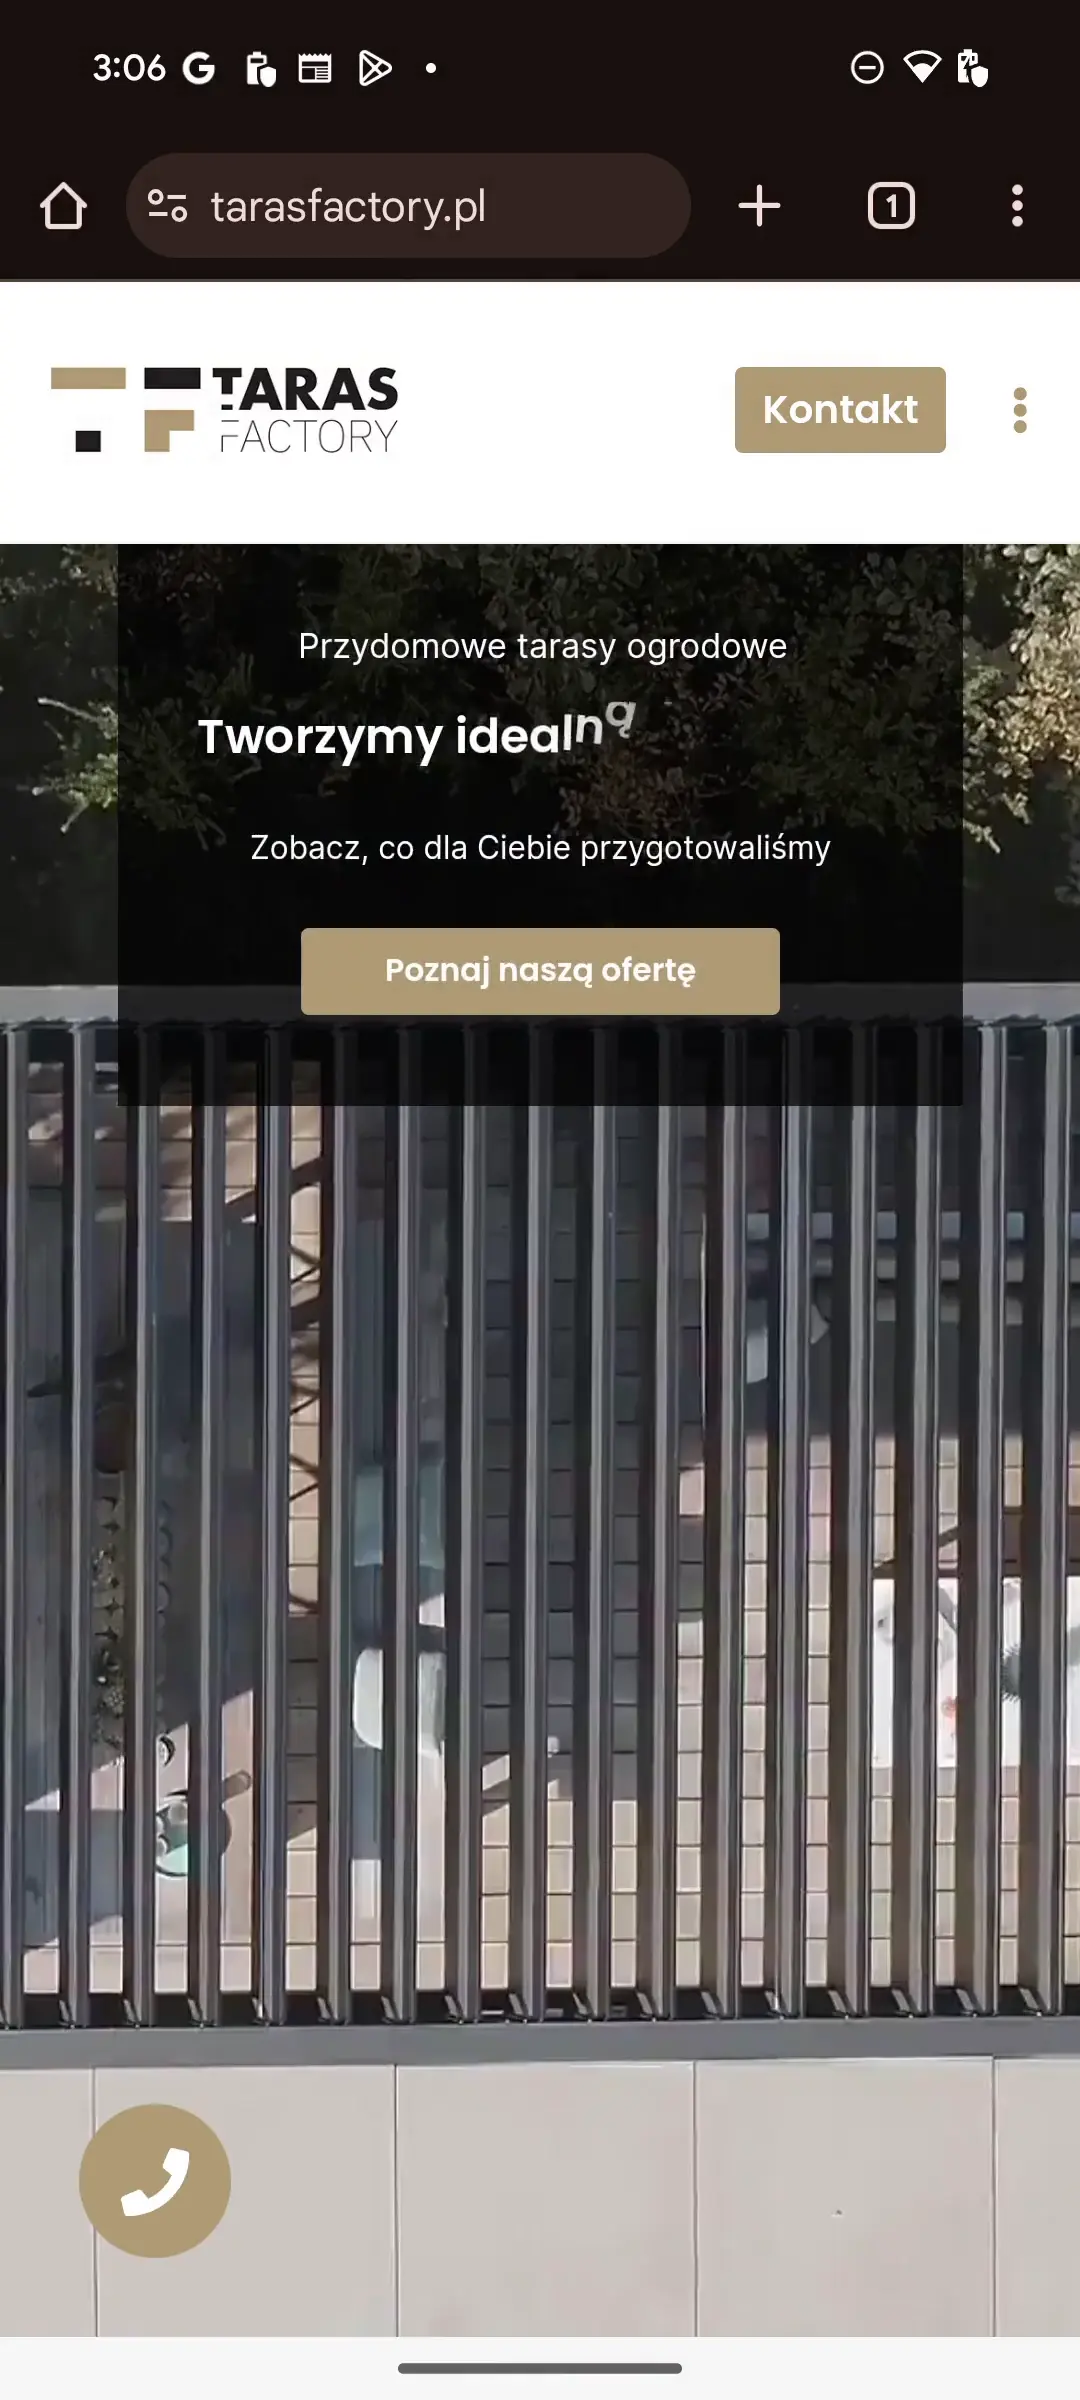 3:06
tarasfactory.pl
1
TARAS
FACTORY
Kontakt
Przydomowe tarasy ogrodowe
Tworzymy idealną
Zobacz, co dla Ciebie przygotowaliśmy
Poznaj naszą ofertę